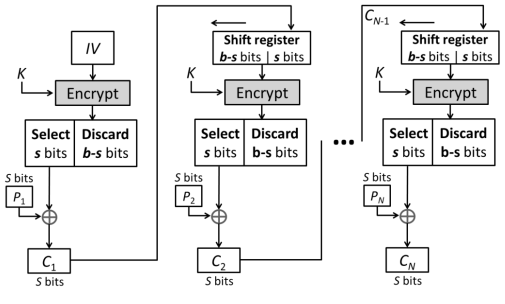 C_{N-1}
IV
Shift register
b-s bits | s bits
Shift register
b-s bits | s bits
K
K
K
Encrypt
Encrypt
Encrypt
Select
s bits
Discard
b-s bits
Select
s bits
Discard
b-s bits
Select
s bits
Discard
b-s bits
S bits
S bits
S bits
P_1
P_2
P_N
C_1
C_2
C_N
S bits
S bits
S bits